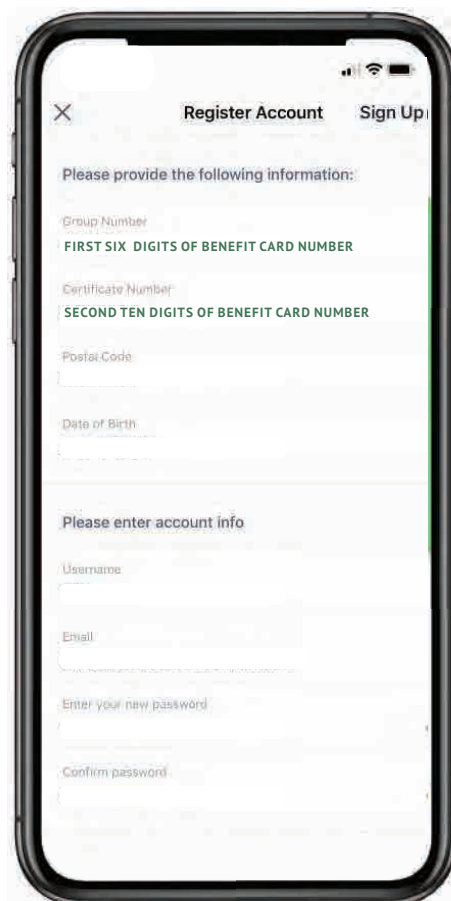 Register Account
Sign Up
Please provide the following information:
Group Number
FIRST SIX DIGITS OF BENEFIT CARD NUMBER
Certificate Number
SECOND TEN DIGITS OF BENEFIT CARD NUMBER
Postal Code
Date of Birth
Please enter account info
Username
Email
Enter your new password
Confirm password